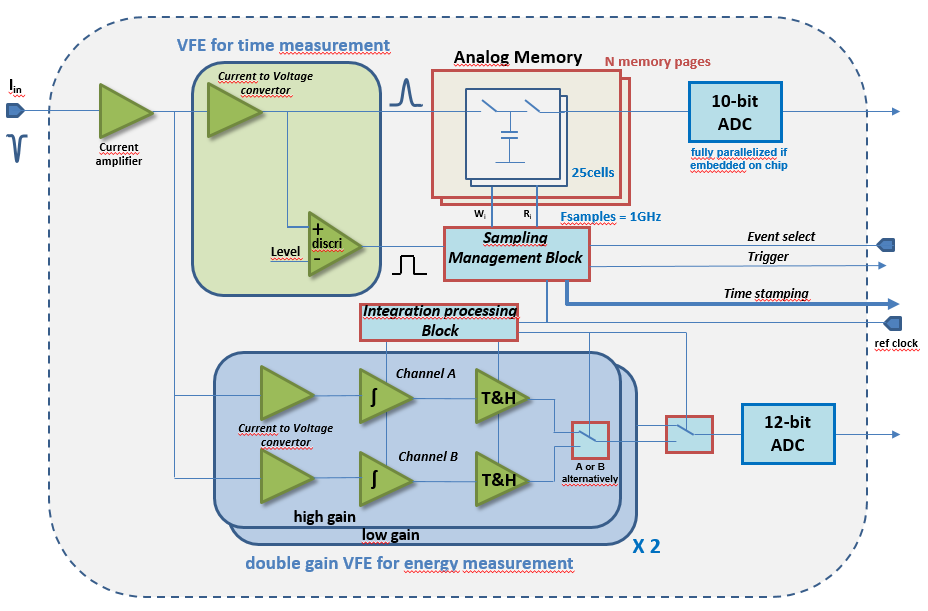 VFE for time measurement
Analog Memory
N memory pages
I in
Current to Voltage
convertor
10-bit
ADC
Current
amplifier
fully parallelized if
embedded on chip
25cells
Wi
Ri
Fsamples = 1GHz
+
discri
-
Level
Sampling
Management Block
Event select
Trigger
Time stamping
Integration processing
Block
ref clock
Channel A
∫
T&H
Current to Voltage
convertor
12-bit
ADC
Channel B
∫
T&H
A or B
alternatively
high gain
low gain
X 2
double gain VFE for energy measurement